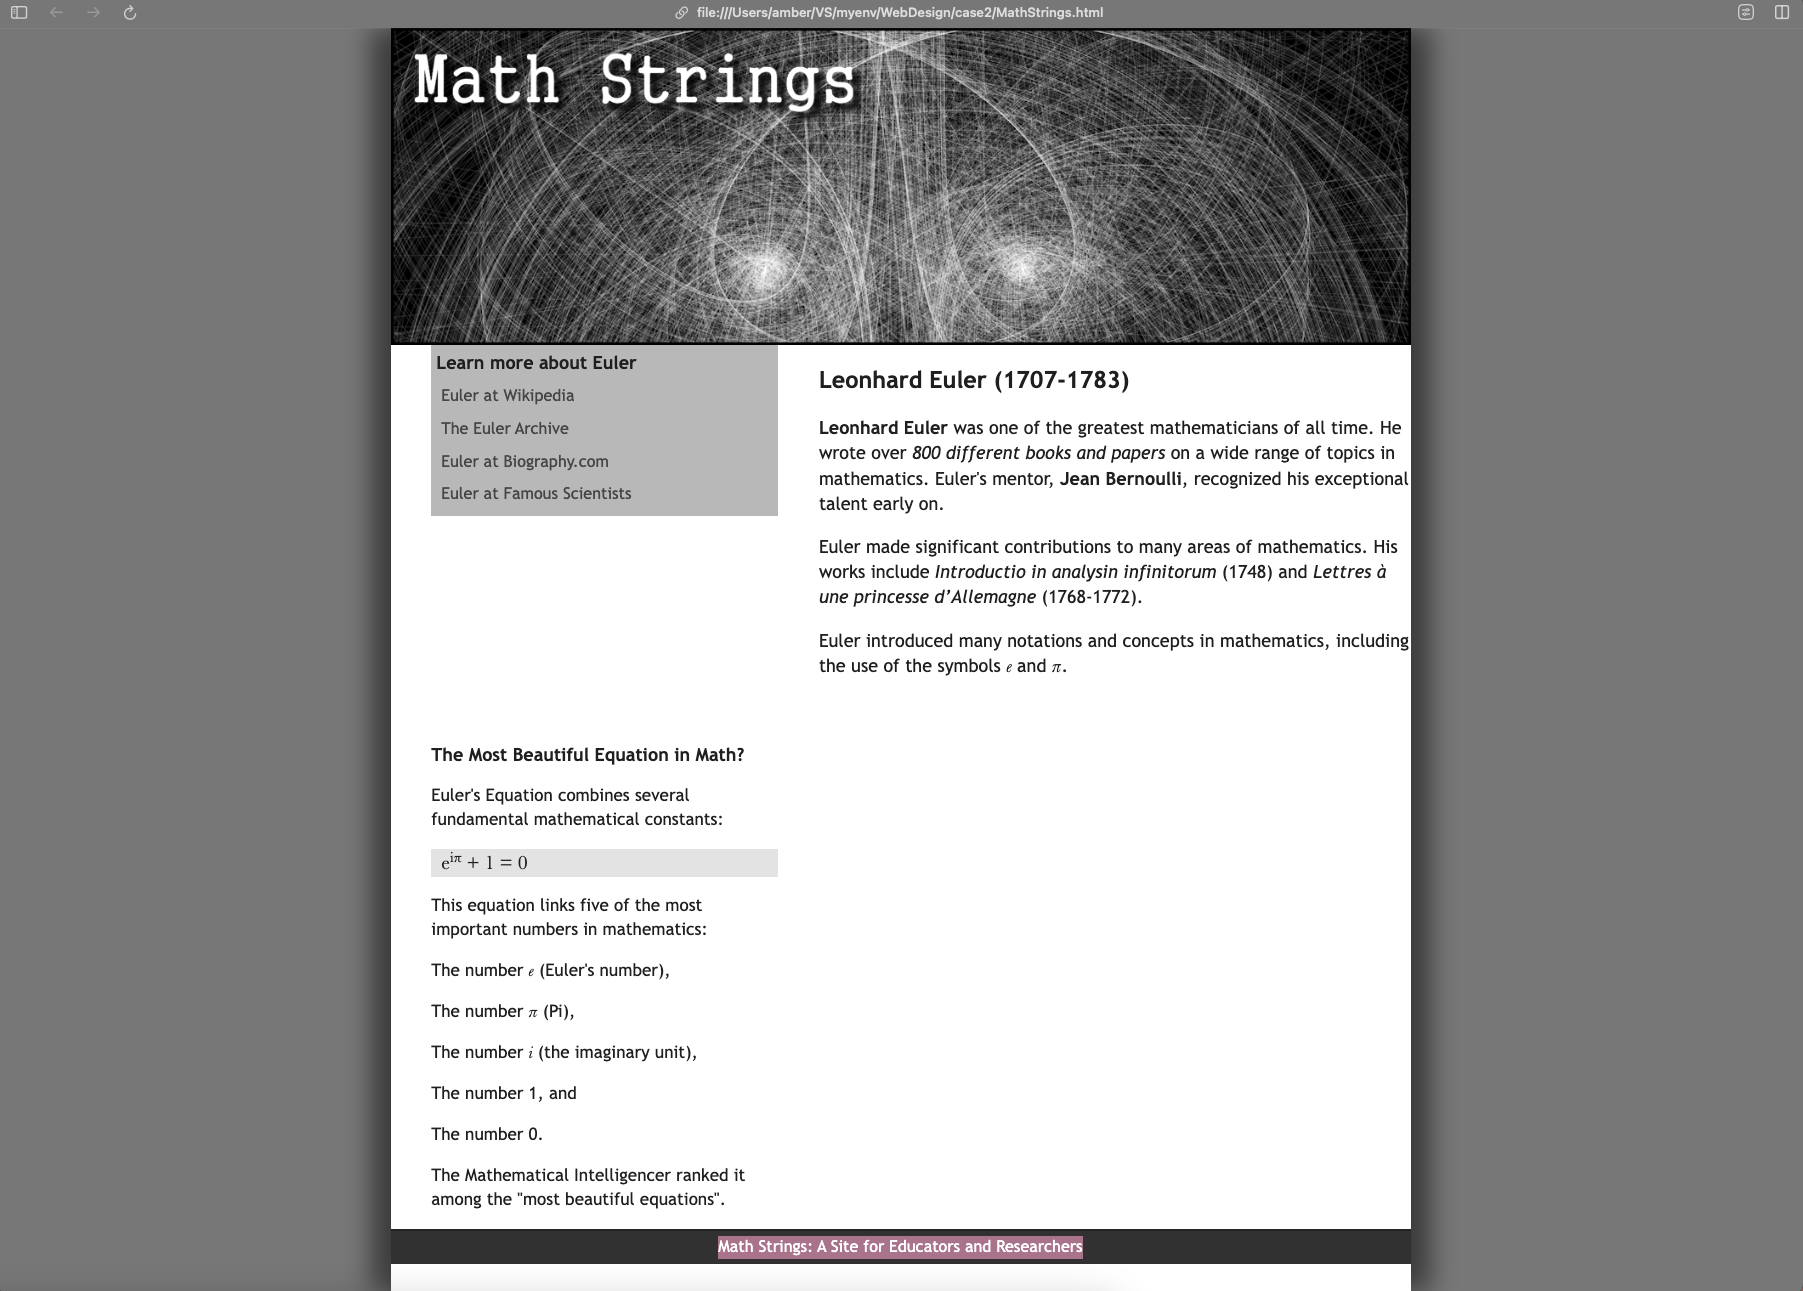 file:///Users/amber/VS/myenv/WebDesign/case2/MathStrings.html
Math Strings
Learn more about Euler
Euler at Wikipedia
The Euler Archive
Euler at Biography.com
Euler at Famous Scientists
Leonhard Euler (1707-1783)
Leonhard Euler was one of the greatest mathematicians of all time. He
wrote over 800 different books and papers on a wide range of topics in
mathematics. Euler's mentor, Jean Bernoulli, recognized his exceptional
talent early on.
Euler made significant contributions to many areas of mathematics. His
works include Introductio in analysin infinitorum (1748) and Lettres à
une princesse d’Allemagne (1768-1772).
Euler introduced many notations and concepts in mathematics, including
the use of the symbols e and π.
The Most Beautiful Equation in Math?
Euler's Equation combines several
fundamental mathematical constants:
e^iπ + 1 = 0
This equation links five of the most
important numbers in mathematics:
The number e (Euler's number),
The number π (Pi),
The number i (the imaginary unit),
The number 1, and
The number 0.
The Mathematical Intelligencer ranked it
among the "most beautiful equations".
Math Strings: A Site for Educators and Researchers